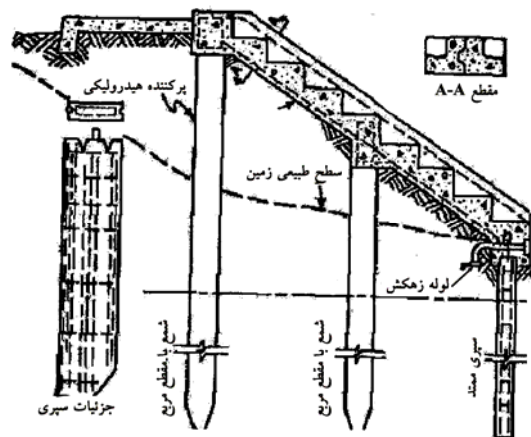 مقطع A-A
پرکننده هیدرولیکی
سطح طبیعی زمین
لوله زهکش
شمع با مقطع مربع
شمع با مقطع مربع
سپری ممتد
جزئیات سپری